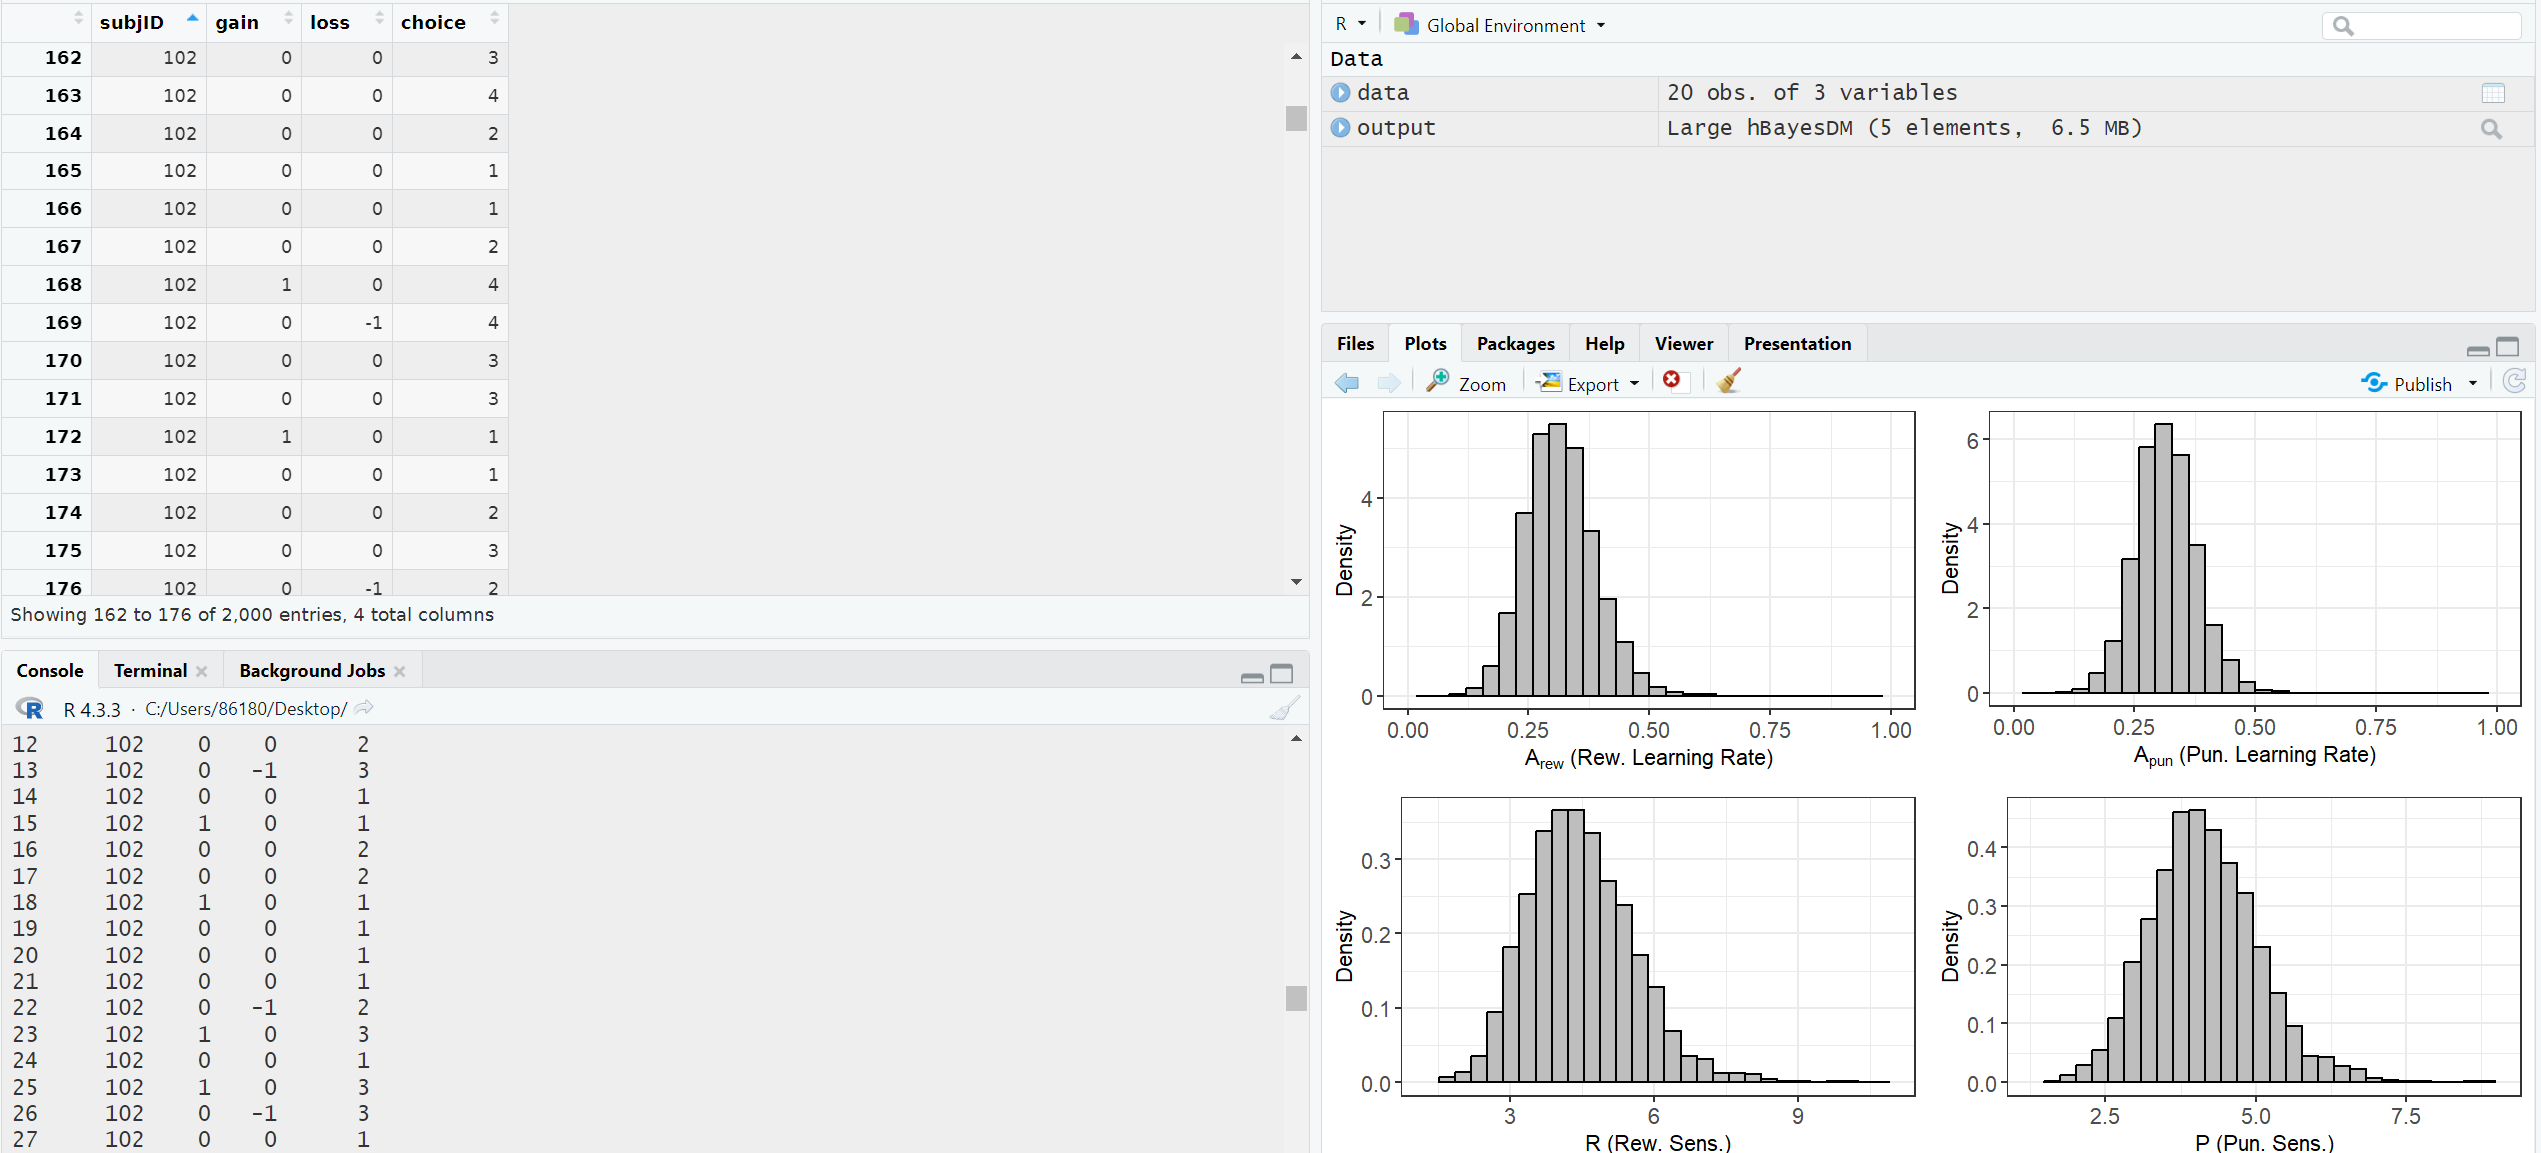 subjID gain loss choice
162 102 0 0 3
163 102 0 0 4
164 102 0 0 2
165 102 0 0 1
166 102 0 0 1
167 102 0 0 2
168 102 1 0 4
169 102 0 -1 4
170 102 0 0 3
171 102 0 0 3
172 102 1 0 1
173 102 0 0 1
174 102 0 0 2
175 102 0 0 3
176 102 0 -1 2
Showing 162 to 176 of 2,000 entries, 4 total columns
Console Terminal Background Jobs
R 4.3.3 · C:/Users/86180/Desktop/
12 102 0 0 2
13 102 0 -1 3
14 102 0 0 1
15 102 1 0 1
16 102 0 0 2
17 102 0 0 2
18 102 1 0 1
19 102 0 0 1
20 102 0 0 1
21 102 0 0 1
22 102 0 -1 2
23 102 1 0 3
24 102 0 0 1
25 102 1 0 3
26 102 0 -1 3
27 102 0 0 1
R Global Environment
Data
data 20 obs. of 3 variables
output Large hBayesDM (5 elements, 6.5 MB)
Files Plots Packages Help Viewer Presentation
Zoom Export Publish
Density
4
2
0
0.00 0.25 0.50 0.75 1.00
Arew (Rew. Learning Rate)
Density
6
4
2
0
0.00 0.25 0.50 0.75 1.00
Apun (Pun. Learning Rate)
Density
0.3
0.2
0.1
0.0
3 6 9
R (Rew. Sens.)
Density
0.4
0.3
0.2
0.1
0.0
2.5 5.0 7.5
P (Pun. Sens.)